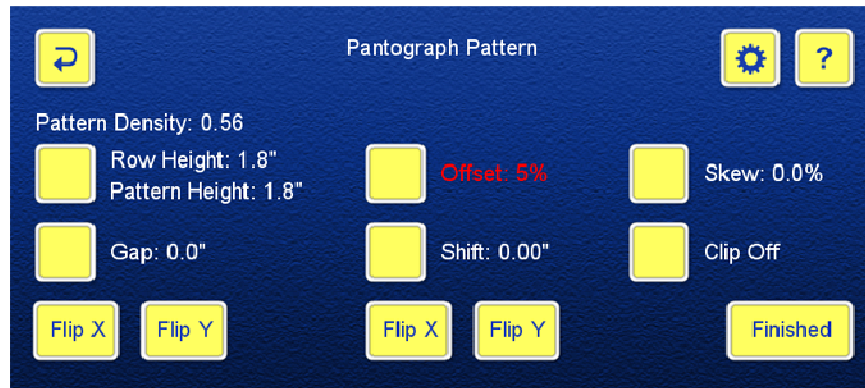 Pantograph Pattern
?
Pattern Density: 0.56
Row Height: 1.8"
Pattern Height: 1.8"
Offset: 5%
Skew: 0.0%
Gap: 0.0"
Shift: 0.00"
Clip Off
Flip X
Flip Y
Flip X
Flip Y
Finished